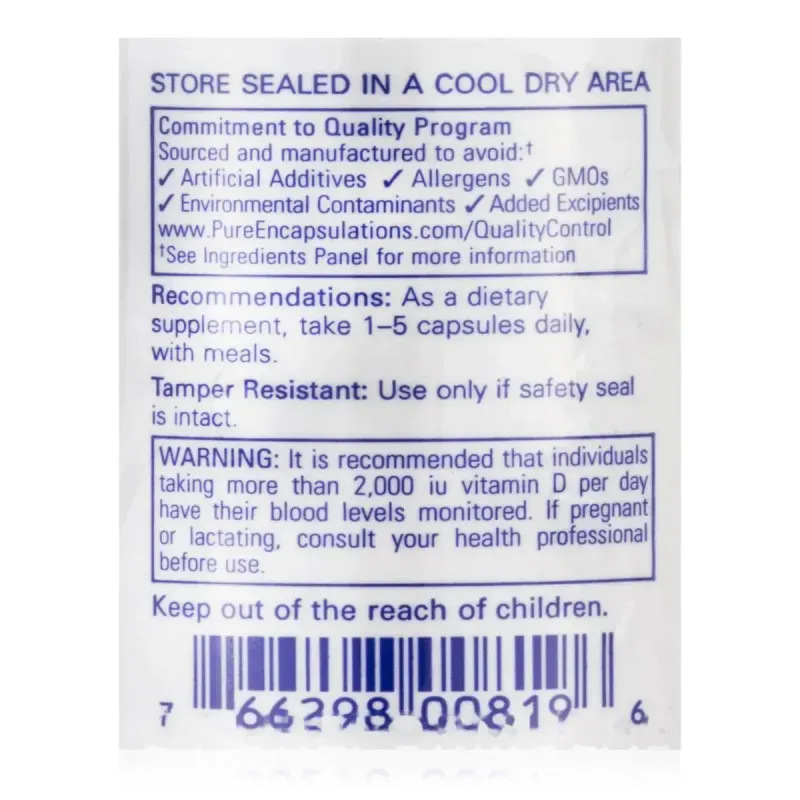 STORE SEALED IN A COOL DRY AREA
Commitment to Quality Program
Sourced and manufactured to avoid:†
✓ Artificial Additives ✓ Allergens ✓ GMOs
✓ Environmental Contaminants ✓ Added Excipients
www.PureEncapsulations.com/QualityControl
†See Ingredients Panel for more information
Recommendations: As a dietary
supplement, take 1–5 capsules daily,
with meals.
Tamper Resistant: Use only if safety seal
is intact.
WARNING: It is recommended that individuals
taking more than 2,000 iu vitamin D per day
have their blood levels monitored. If pregnant
or lactating, consult your health professional
before use.
Keep out of the reach of children.
7 66298 00819 6